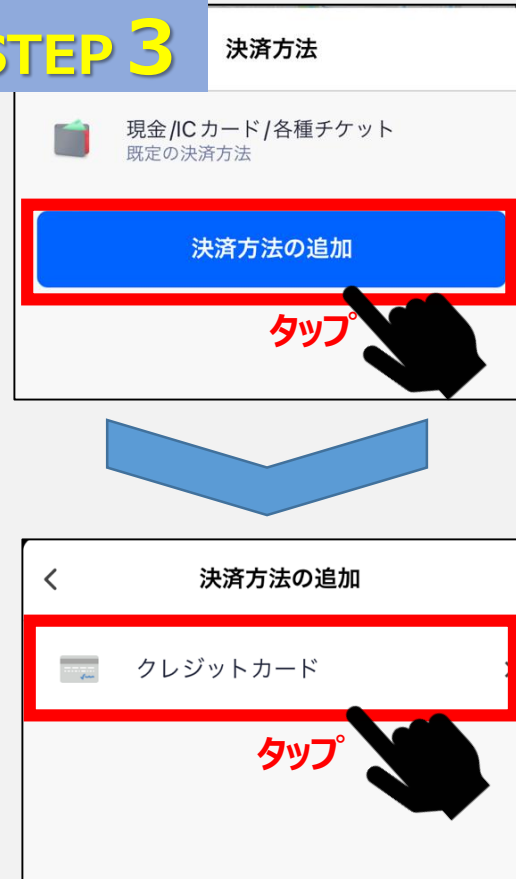 STEP 3
決済方法
現金/ICカード/各種チケット
既定の決済方法
決済方法の追加
タップ
決済方法の追加
クレジットカード
タップ